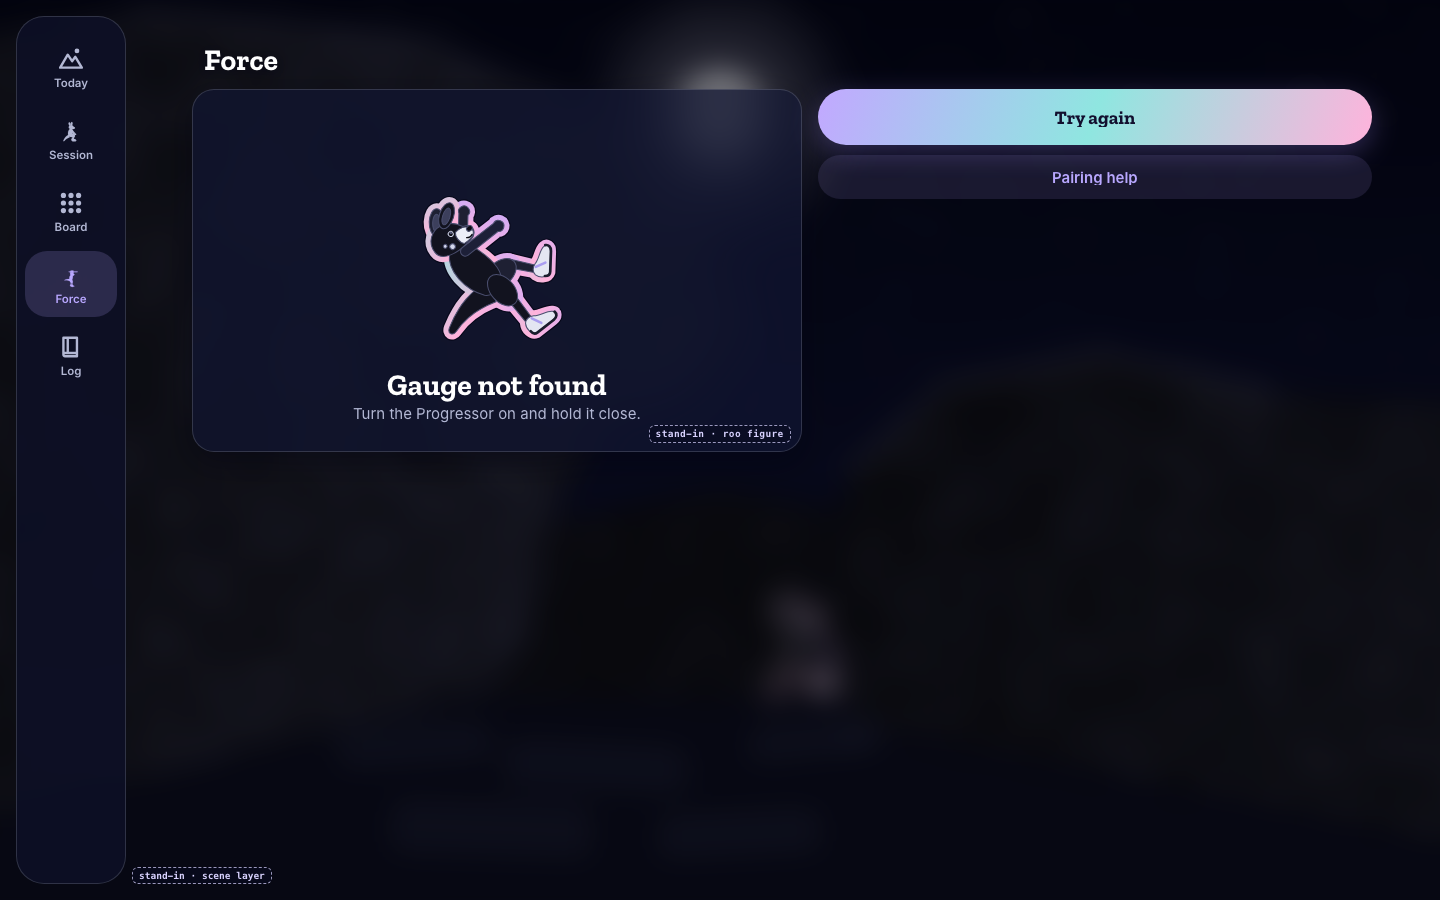 Today
Session
Board
Force
Log
Force
Gauge not found
Turn the Progressor on and hold it close.
stand-in · roo figure
Try again
Pairing help
stand-in · scene layer